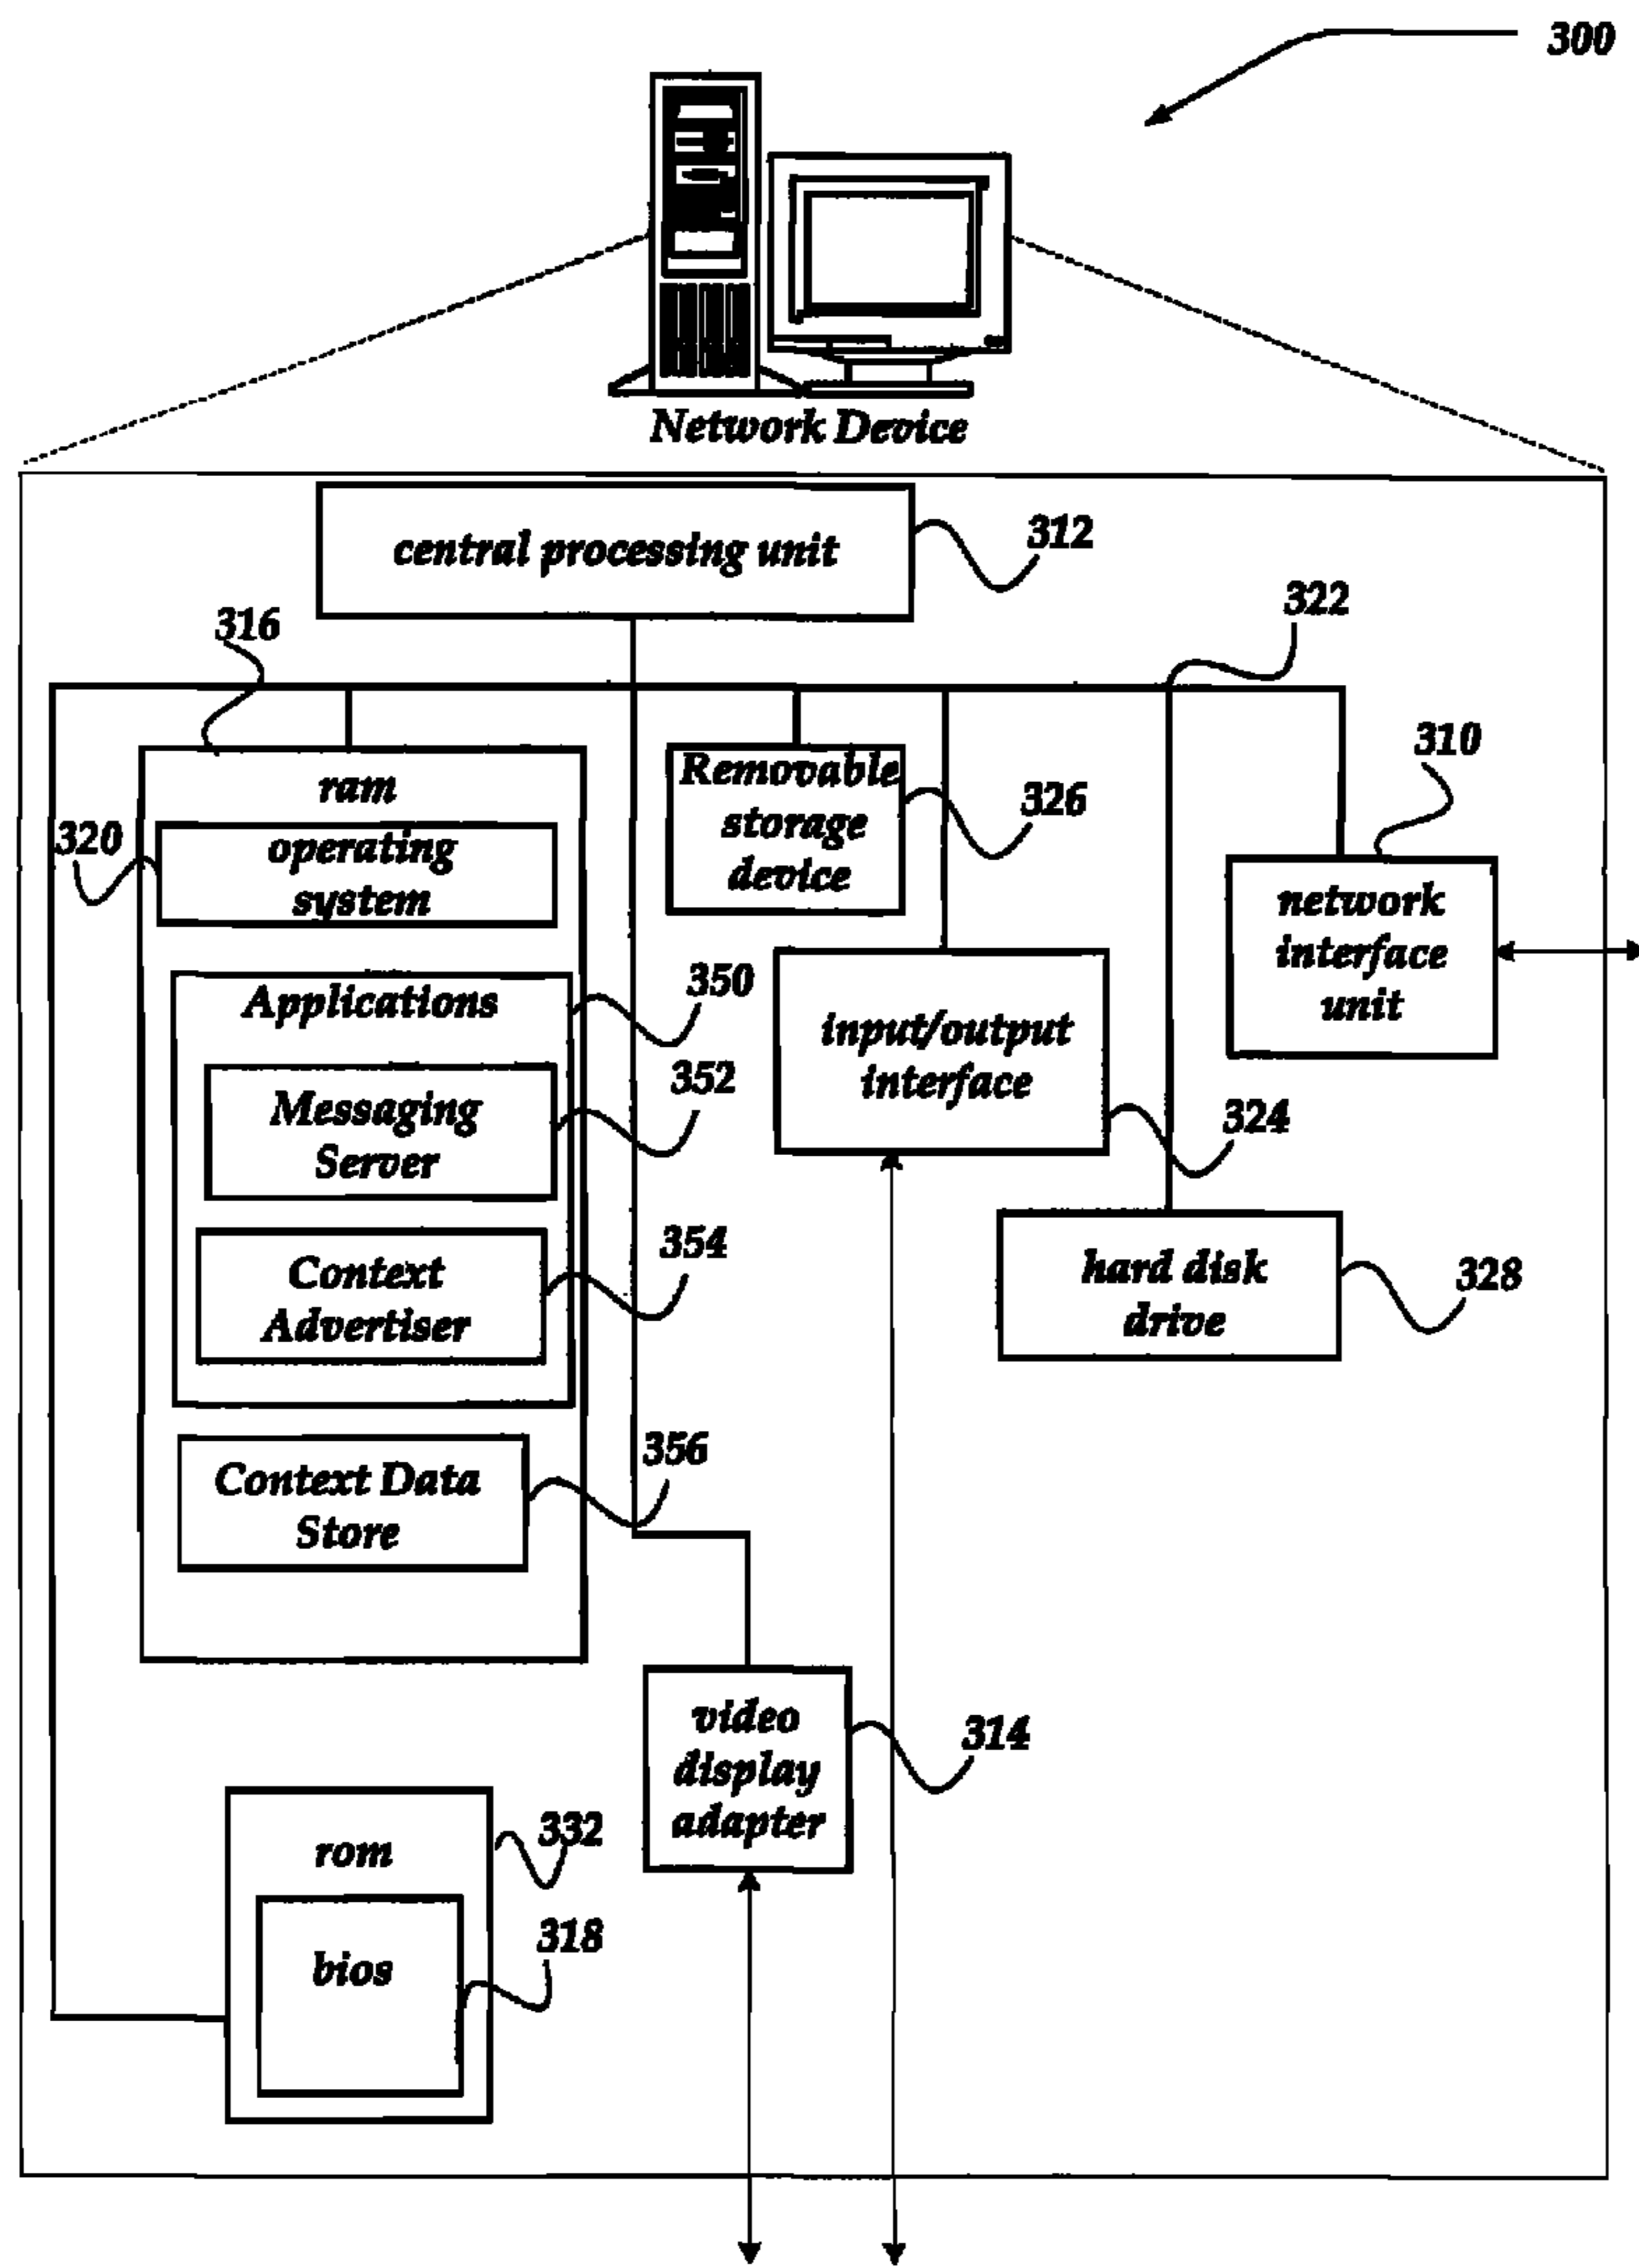 300
Network Device
central processing unit
312
322
316
310
ram
Removable
storage
device
326
320
operating
system
network
interface
unit
Applications
350
input/output
interface
352
Messaging
Server
324
354
Context
Advertiser
hard disk
drive
328
356
Context Data
Store
video
display
adapter
314
332
rom
318
bios